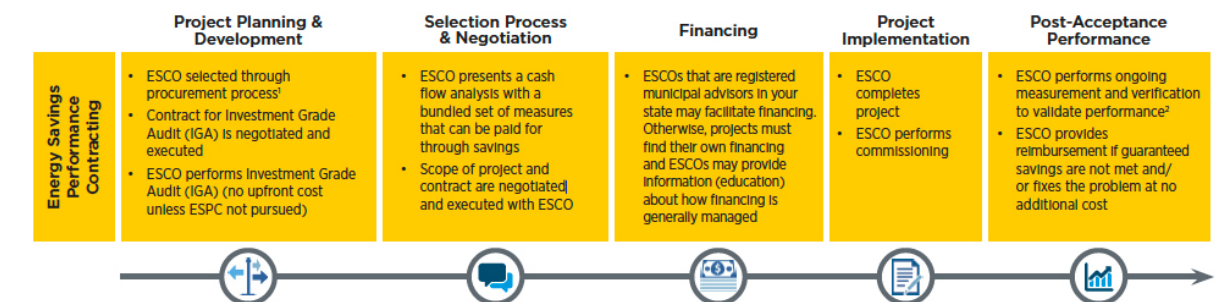 Project Planning &
Development
Selection Process
& Negotiation
Financing
Project
Implementation
Post-Acceptance
Performance
Energy Savings
Performance
Contracting
• ESCO selected through
procurement process¹
• Contract for Investment Grade
Audit (IGA) is negotiated and
executed
• ESCO performs Investment Grade
Audit (IGA) (no upfront cost
unless ESPC not pursued)
• ESCO presents a cash
flow analysis with a
bundled set of measures
that can be paid for
through savings
• Scope of project and
contract are negotiated
and executed with ESCO
• ESCOs that are registered
municipal advisors in your
state may facilitate financing.
Otherwise, projects must
find their own financing
and ESCOs may provide
information (education)
about how financing is
generally managed
• ESCO
completes
project
• ESCO performs
commissioning
• ESCO performs ongoing
measurement and verification
to validate performance²
• ESCO provides
reimbursement if guaranteed
savings are not met and/
or fixes the problem at no
additional cost